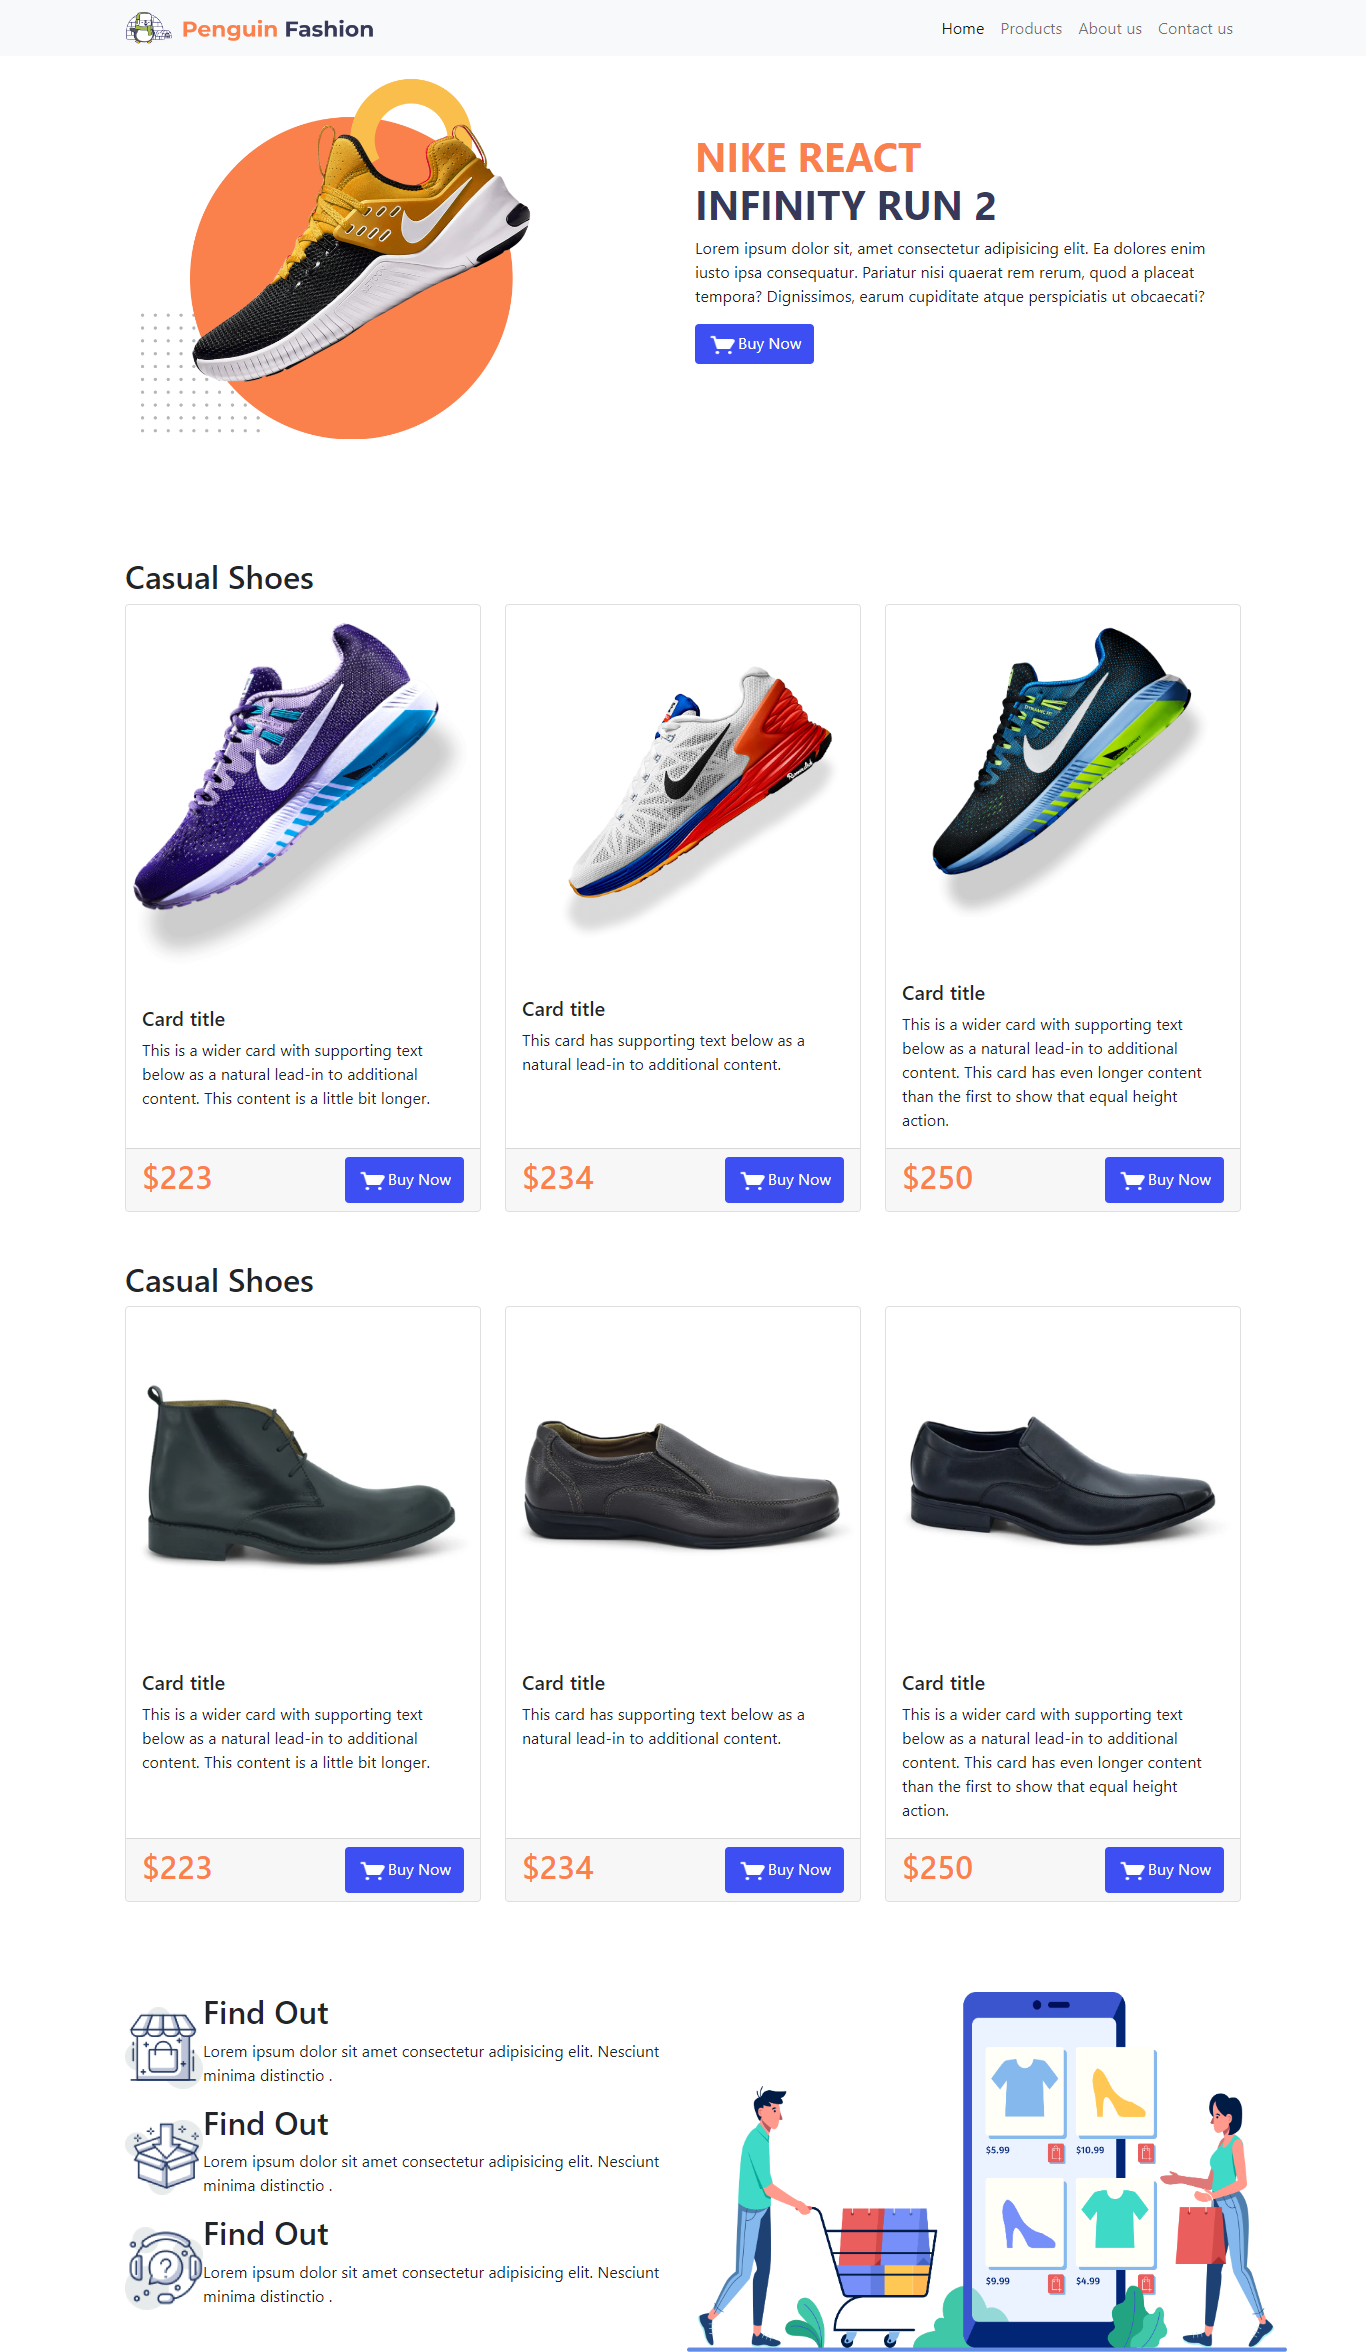 Penguin Fashion
Home Products About us Contact us
NIKE REACT
INFINITY RUN 2
Lorem ipsum dolor sit, amet consectetur adipisicing elit. Ea dolores enim
iusto ipsa consequatur. Pariatur nisi quaerat rem rerum, quod a placeat
tempora? Dignissimos, earum cupiditate atque perspiciatis ut obcaecati?
Buy Now
Casual Shoes
Card title
This is a wider card with supporting text
below as a natural lead-in to additional
content. This content is a little bit longer.
$223
Buy Now
Card title
This card has supporting text below as a
natural lead-in to additional content.
$234
Buy Now
Card title
This is a wider card with supporting text
below as a natural lead-in to additional
content. This card has even longer content
than the first to show that equal height
action.
$250
Buy Now
Casual Shoes
Card title
This is a wider card with supporting text
below as a natural lead-in to additional
content. This content is a little bit longer.
$223
Buy Now
Card title
This card has supporting text below as a
natural lead-in to additional content.
$234
Buy Now
Card title
This is a wider card with supporting text
below as a natural lead-in to additional
content. This card has even longer content
than the first to show that equal height
action.
$250
Buy Now
Find Out
Lorem ipsum dolor sit amet consectetur adipisicing elit. Nesciunt
minima distinctio .
Find Out
Lorem ipsum dolor sit amet consectetur adipisicing elit. Nesciunt
minima distinctio .
Find Out
Lorem ipsum dolor sit amet consectetur adipisicing elit. Nesciunt
minima distinctio .
$5.99
$10.99
$9.99
$4.99